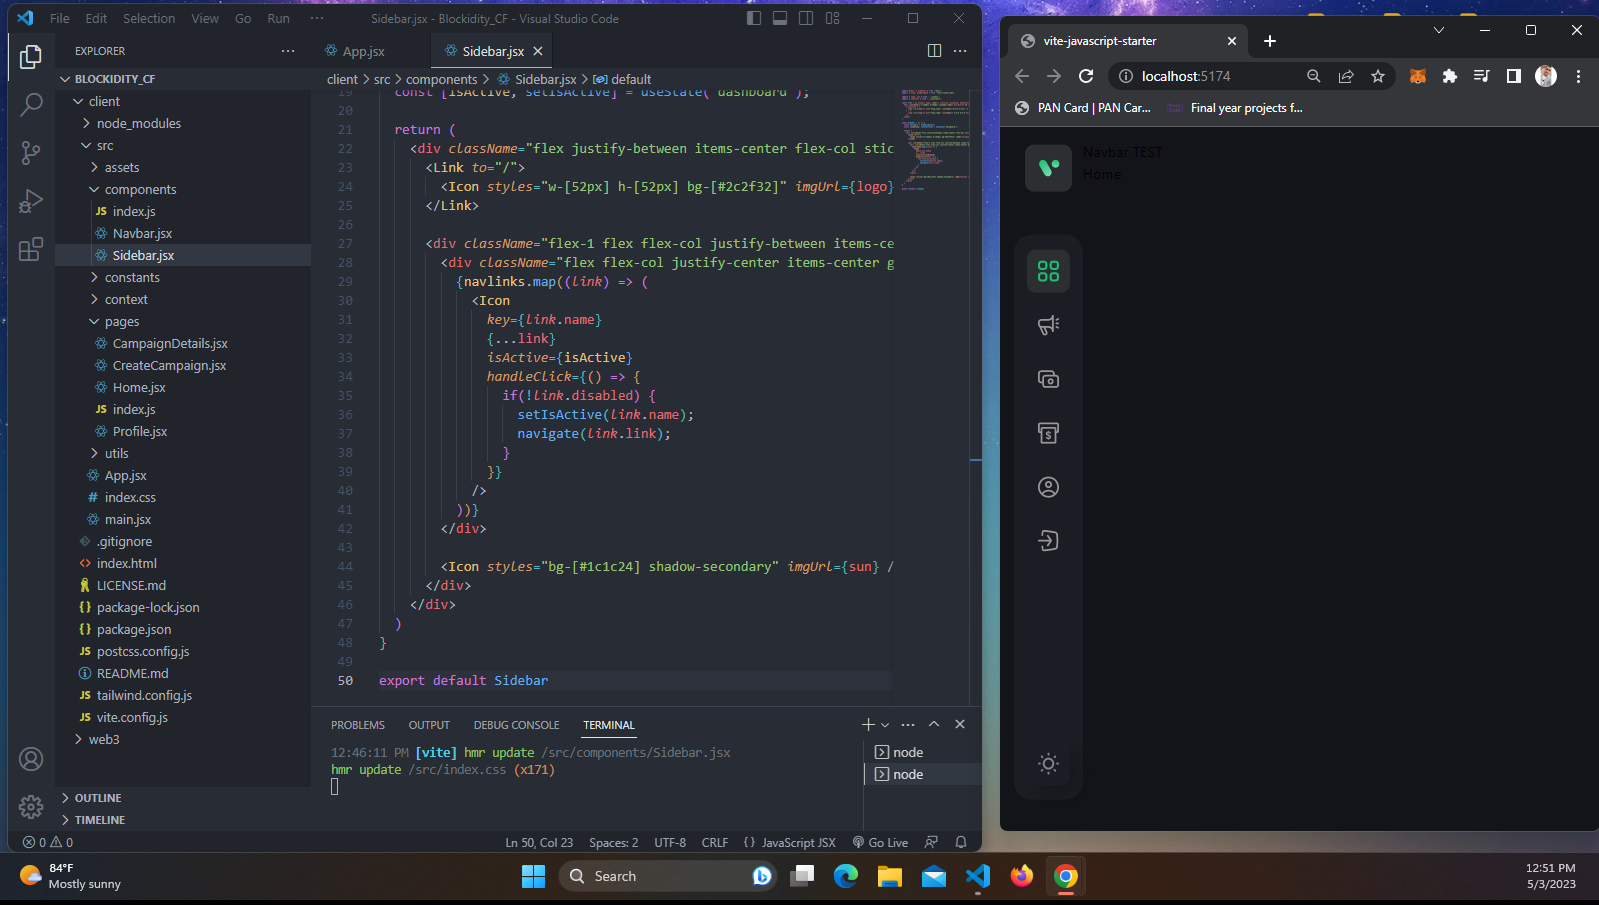 File Edit Selection View Go Run ··· Sidebar.jsx - Blockidity_CF - Visual Studio Code
EXPLORER
BLOCKIDITY_CF
client
node_modules
src
assets
components
JS index.js
Navbar.jsx
Sidebar.jsx
constants
context
pages
CampaignDetails.jsx
CreateCampaign.jsx
Home.jsx
JS index.js
Profile.jsx
utils
App.jsx
# index.css
main.jsx
.gitignore
<> index.html
LICENSE.md
{} package-lock.json
{} package.json
JS postcss.config.js
README.md
JS tailwind.config.js
JS vite.config.js
web3
OUTLINE
TIMELINE
App.jsx Sidebar.jsx
client > src > components > Sidebar.jsx > default
19 const [isActive, setIsActive] = useState('dashboard');
20
21 return (
22 <div className="flex justify-between items-center flex-col stic
23 <Link to="/">
24 <Icon styles="w-[52px] h-[52px] bg-[#2c2f32]" imgUrl={logo}
25 </Link>
26
27 <div className="flex-1 flex flex-col justify-between items-ce
28 <div className="flex flex-col justify-center items-center g
29 {navlinks.map((link) => (
30 <Icon
31 key={link.name}
32 {...link}
33 isActive={isActive}
34 handleClick={() => {
35 if(!link.disabled) {
36 setIsActive(link.name);
37 navigate(link.link);
38 }
39 }}
40 />
41 ))}
42 </div>
43
44 <Icon styles="bg-[#1c1c24] shadow-secondary" imgUrl={sun} /
45 </div>
46 </div>
47 )
48 }
49
50 export default Sidebar
PROBLEMS OUTPUT DEBUG CONSOLE TERMINAL
12:46:11 PM [vite] hmr update /src/components/Sidebar.jsx
hmr update /src/index.css (x171)
node
node
0 0 Ln 50, Col 23 Spaces: 2 UTF-8 CRLF {} JavaScript JSX Go Live
vite-javascript-starter
localhost:5174
PAN Card | PAN Car... Final year projects f...
Navbar TEST
Home
84°F
Mostly sunny
Search
12:51 PM
5/3/2023